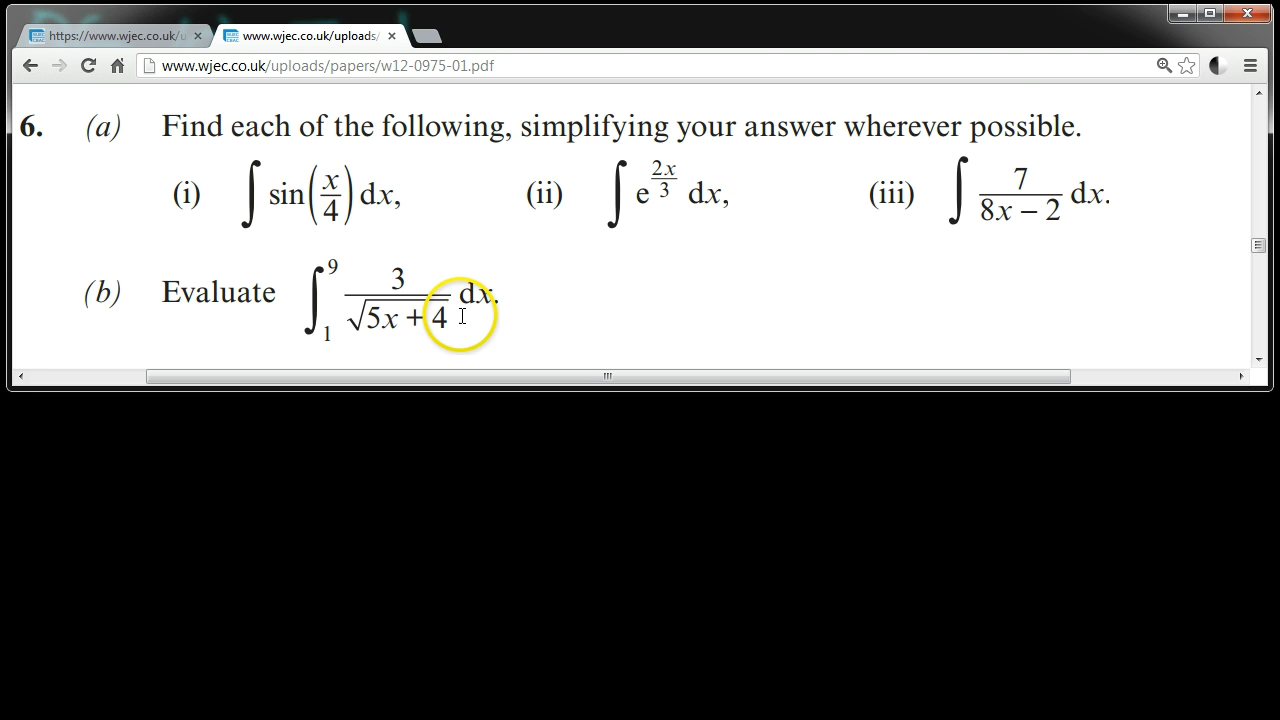 https://www.wjec.co.uk/u
www.wjec.co.uk/uploads/
www.wjec.co.uk/uploads/papers/w12-0975-01.pdf
6. (a) Find each of the following, simplifying your answer wherever possible.
(i) ∫ sin(x/4) dx, (ii) ∫ e^(2x/3) dx, (iii) ∫ 7/(8x − 2) dx.
(b) Evaluate ∫₁⁹ 3/√(5x + 4) dx.